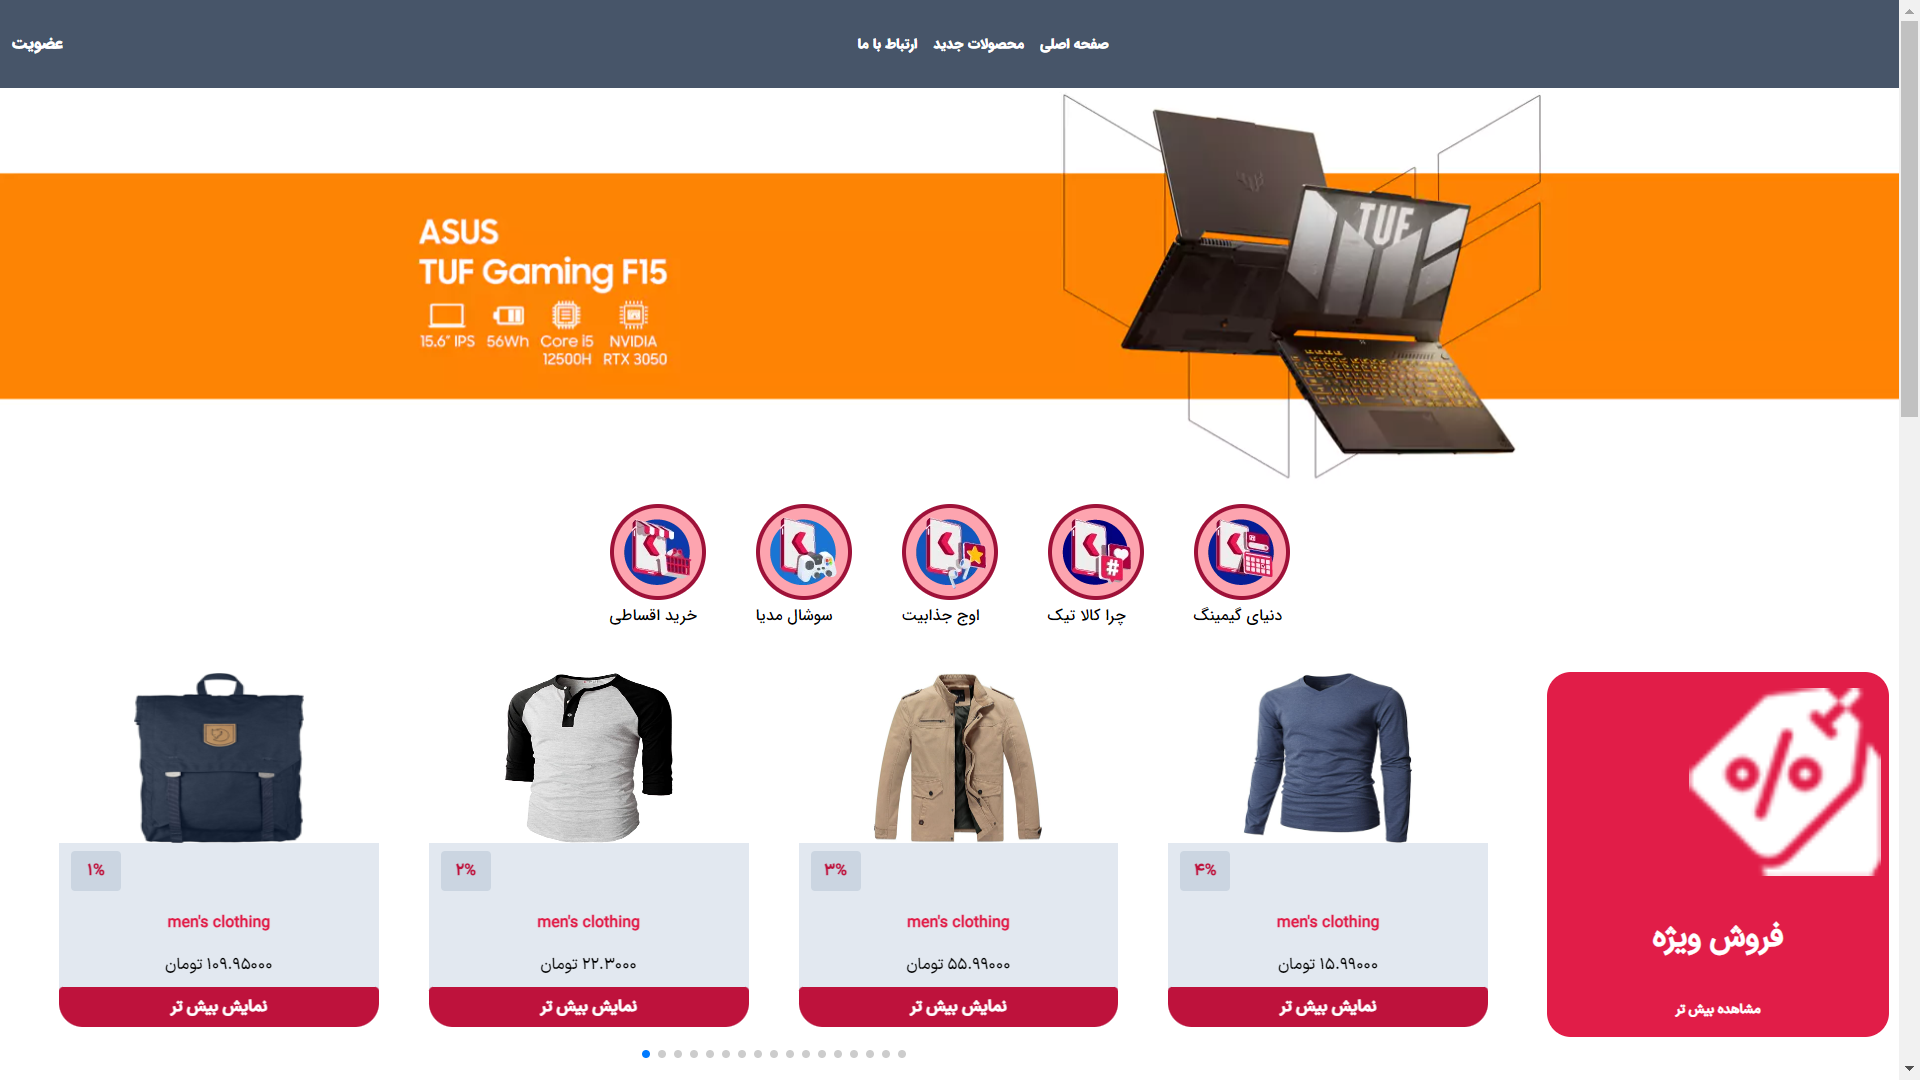 صفحه اصلی محصولات جدید ارتباط با ما
عضویت
ASUS
TUF Gaming F15
15.6" IPS 56Wh Core i5 12500H NVIDIA RTX 3050
TUF
دنیای گیمینگ
چرا کالا تیک
اوج جذابیت
سوشال مدیا
خرید اقساطی
فروش ویژه
مشاهده بیش تر
۴%
men's clothing
۱۵.۹۹۰۰۰ تومان
نمایش بیش تر
۳%
men's clothing
۵۵.۹۹۰۰۰ تومان
نمایش بیش تر
۲%
men's clothing
۲۲.۳۰۰۰ تومان
نمایش بیش تر
۱%
men's clothing
۱۰۹.۹۵۰۰۰ تومان
نمایش بیش تر